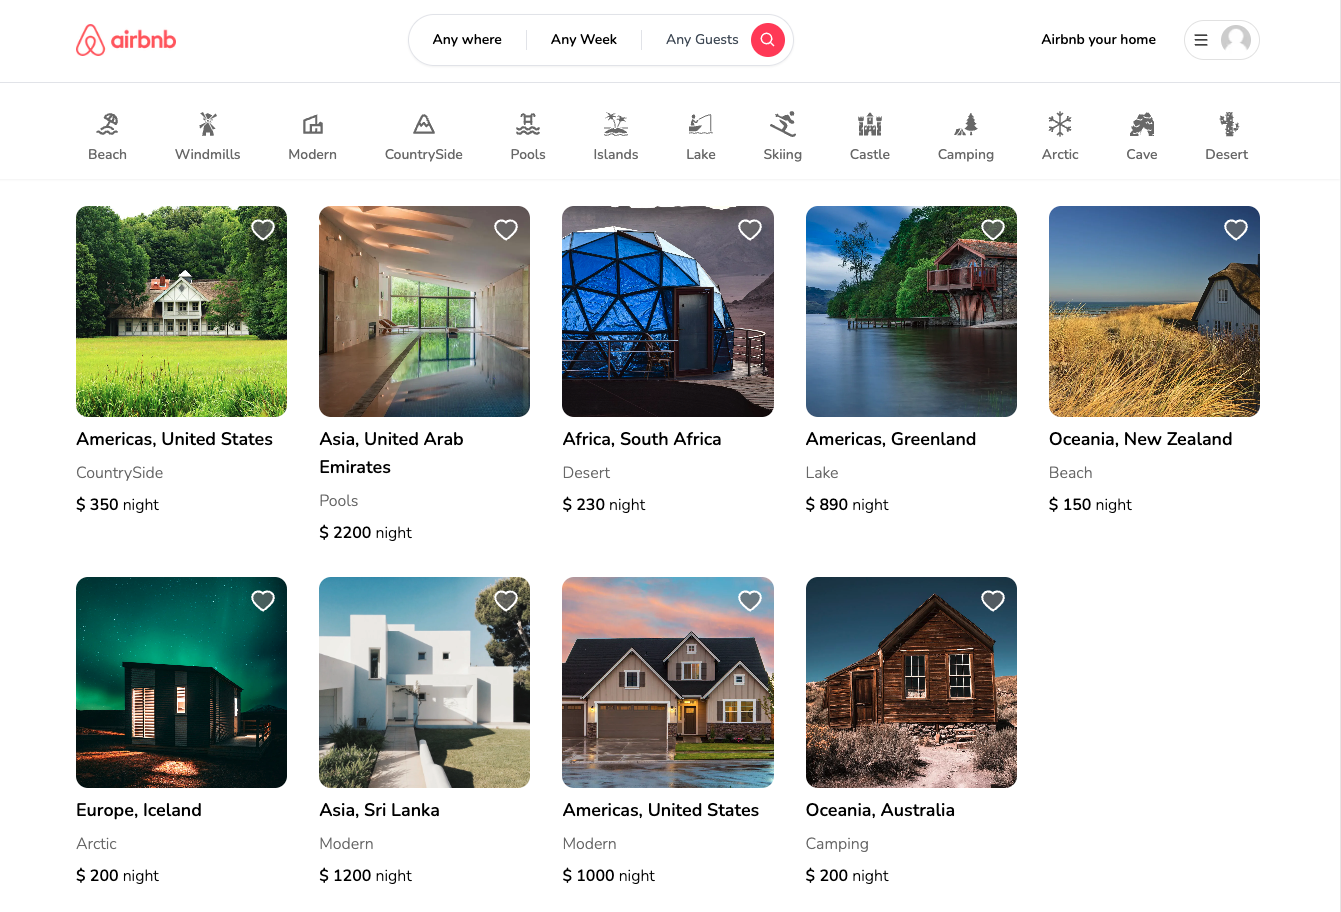 airbnb
Any where
Any Week
Any Guests
Airbnb your home
Beach
Windmills
Modern
CountrySide
Pools
Islands
Lake
Skiing
Castle
Camping
Arctic
Cave
Desert
Americas, United States
CountrySide
$ 350 night
Asia, United Arab
Emirates
Pools
$ 2200 night
Africa, South Africa
Desert
$ 230 night
Americas, Greenland
Lake
$ 890 night
Oceania, New Zealand
Beach
$ 150 night
Europe, Iceland
Arctic
$ 200 night
Asia, Sri Lanka
Modern
$ 1200 night
Americas, United States
Modern
$ 1000 night
Oceania, Australia
Camping
$ 200 night